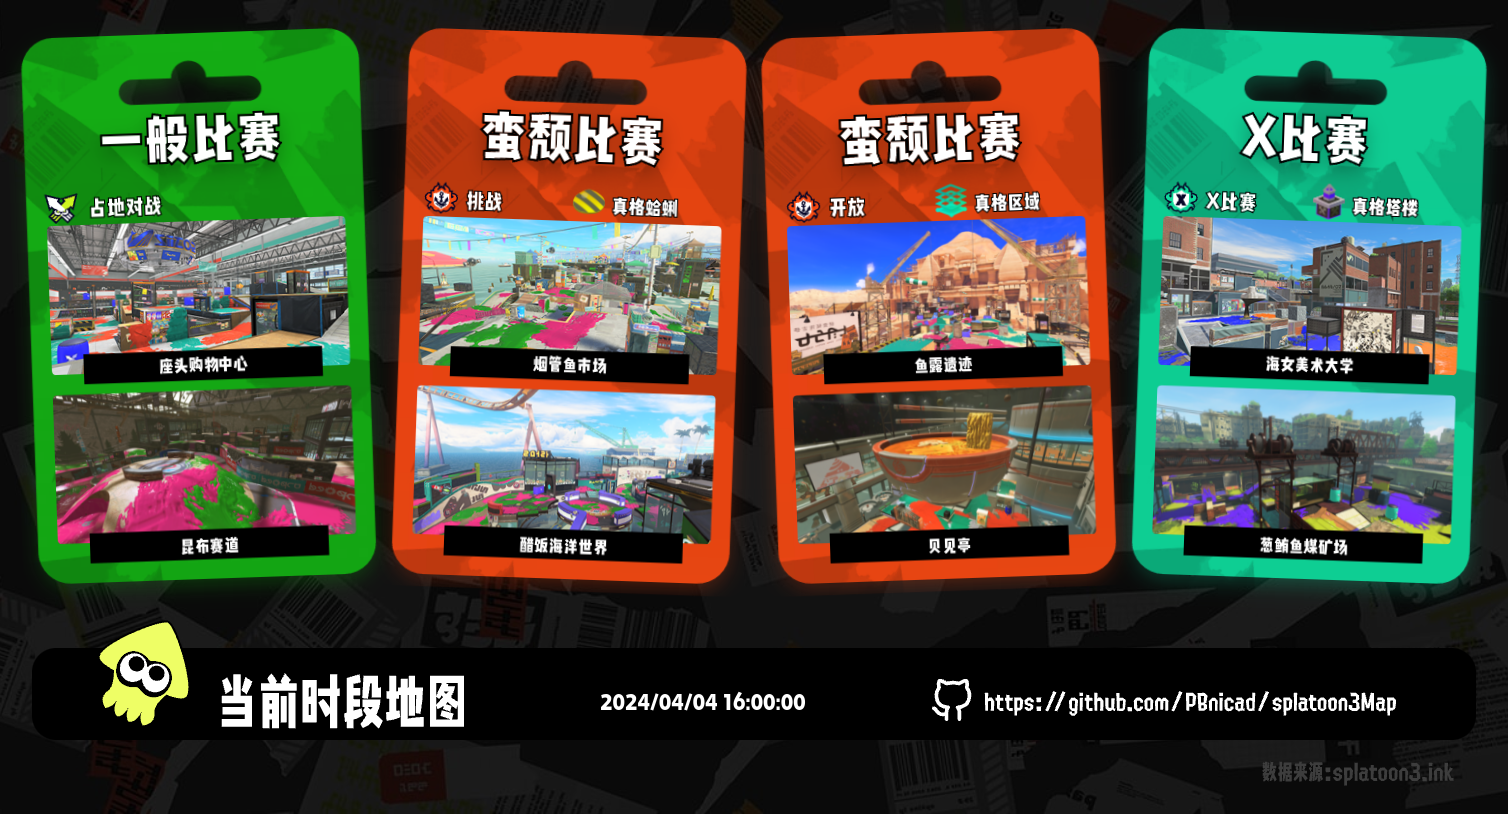 一般比赛
占地对战
座头购物中心
昆布赛道
蛮颓比赛
挑战
真格蛤蜊
烟管鱼市场
醋饭海洋世界
蛮颓比赛
开放
真格区域
鱼露遗迹
贝见亭
X比赛
X比赛
真格塔楼
海女美术大学
葱鲔鱼煤矿场
当前时段地图
2024/04/04 16:00:00
https://github.com/PBnicad/splatoon3Map
数据来源:splatoon3.ink